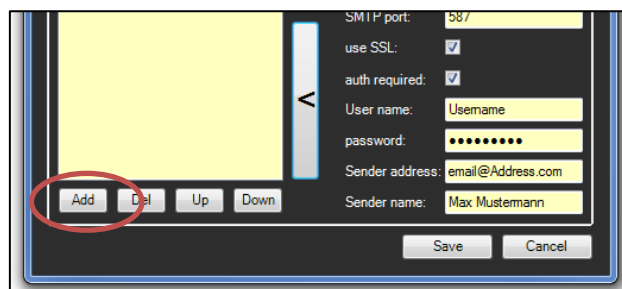 SMTP port: 587
use SSL:
auth required:
<
User name: Username
password: ●●●●●●●●●
Sender address: email@Address.com
Add Del Up Down Sender name: Max Mustermann
Save Cancel